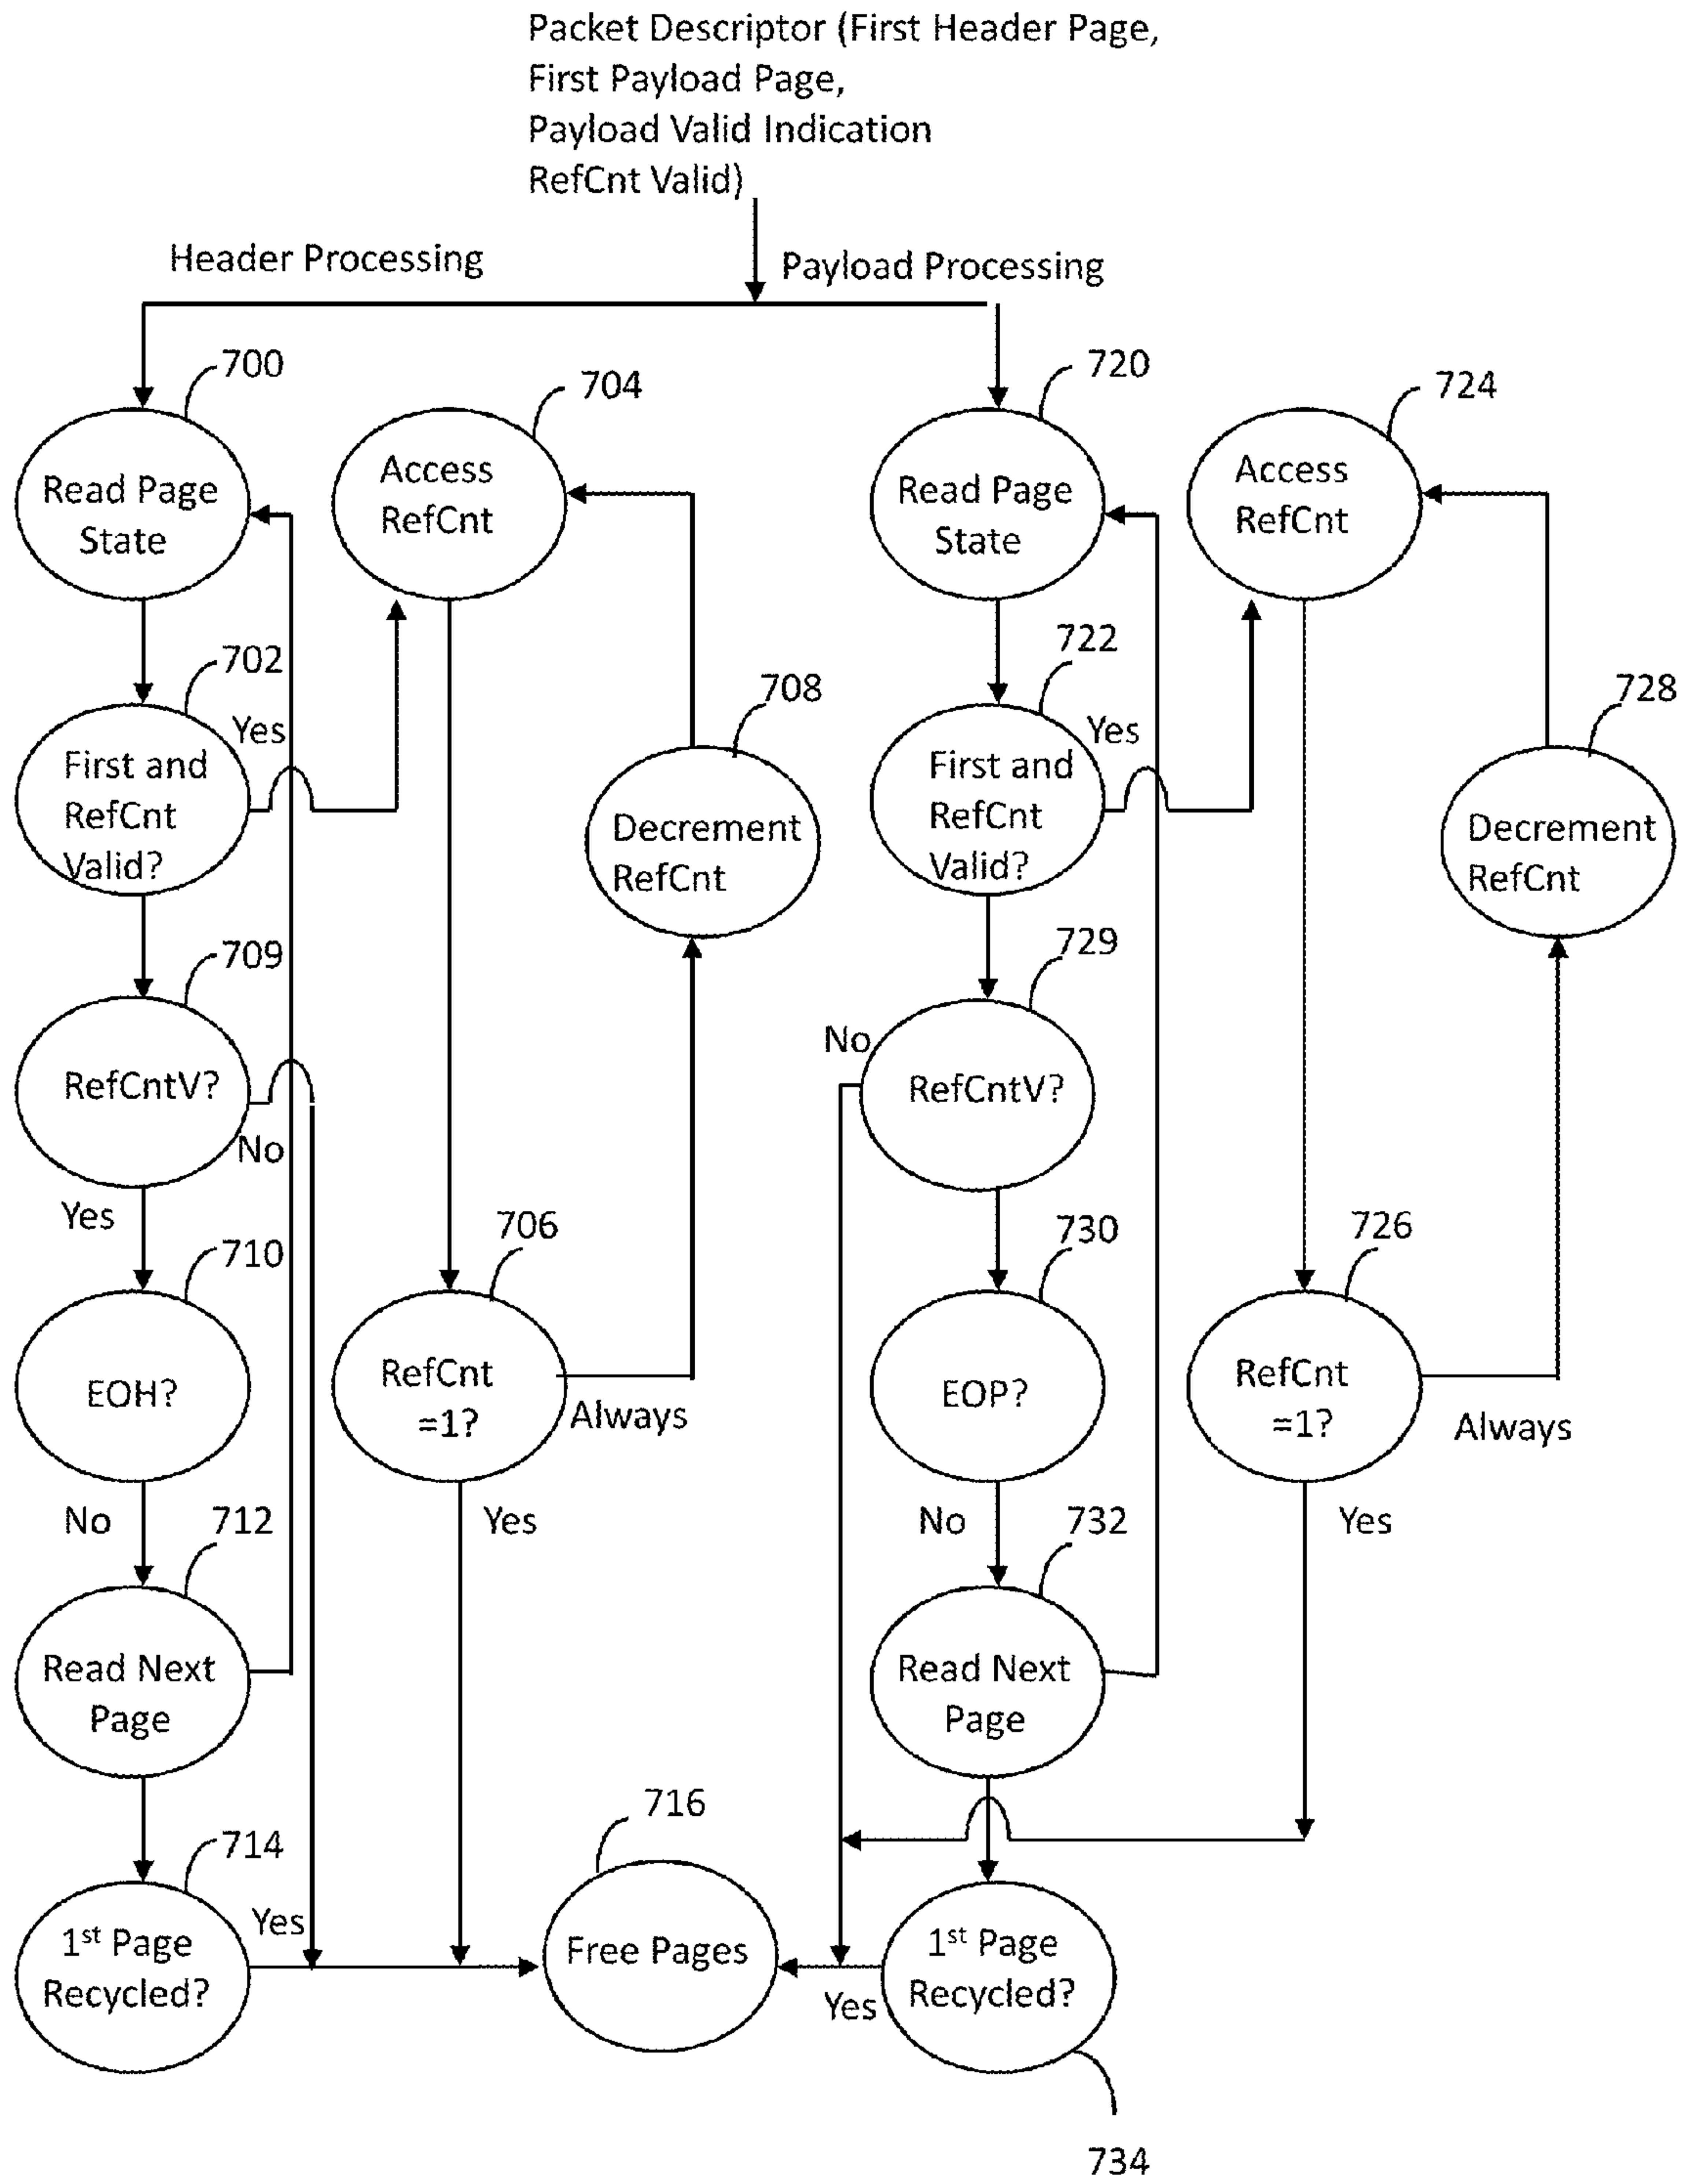 Packet Descriptor (First Header Page,
First Payload Page,
Payload Valid Indication
RefCnt Valid)
Header Processing
Payload Processing
700
704
720
724
Read Page
State
Access
RefCnt
Read Page
State
Access
RefCnt
702
Yes
708
722
Yes
728
First and
RefCnt
Valid?
Decrement
RefCnt
First and
RefCnt
Valid?
Decrement
RefCnt
709
729
RefCntV?
No
No
RefCntV?
Yes
710
706
730
726
EOH?
RefCnt
=1?
Always
EOP?
RefCnt
=1?
Always
No
712
Yes
No
732
Yes
Read Next
Page
Read Next
Page
714
716
1st Page
Recycled?
Yes
Free Pages
Yes
1st Page
Recycled?
734